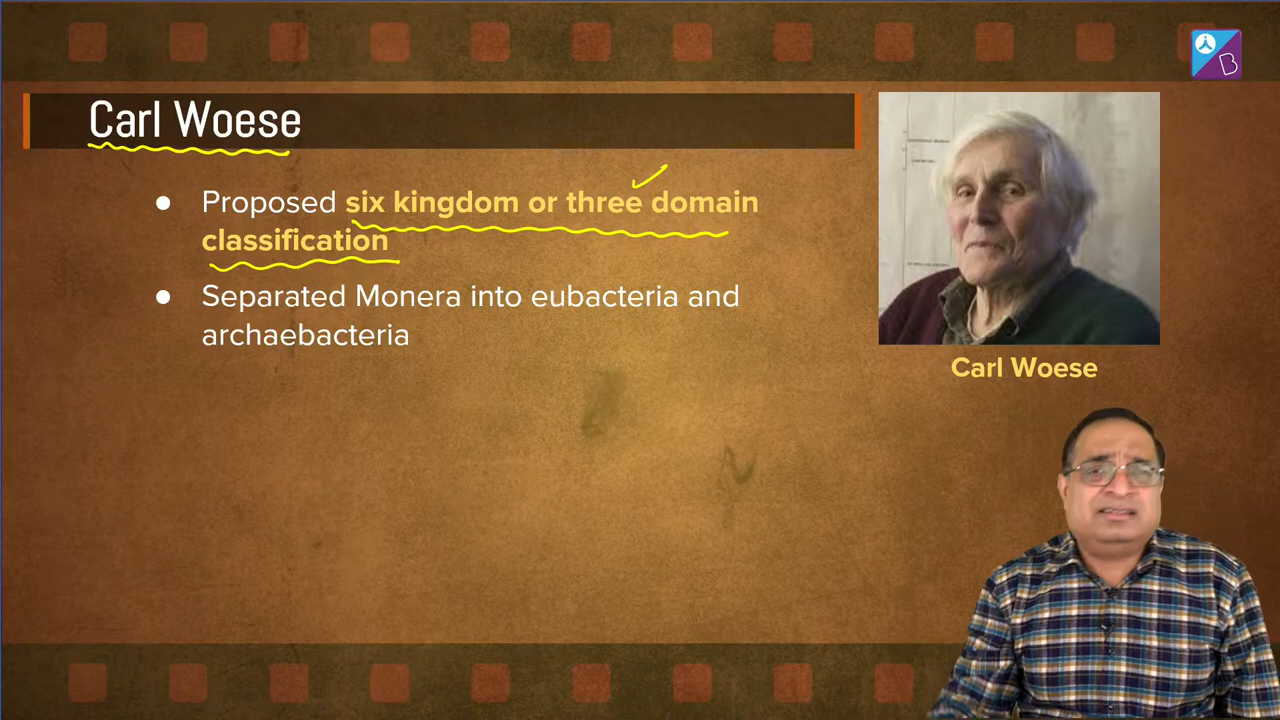 Carl Woese
● Proposed six kingdom or three domain
classification
● Separated Monera into eubacteria and
archaebacteria
Carl Woese
B